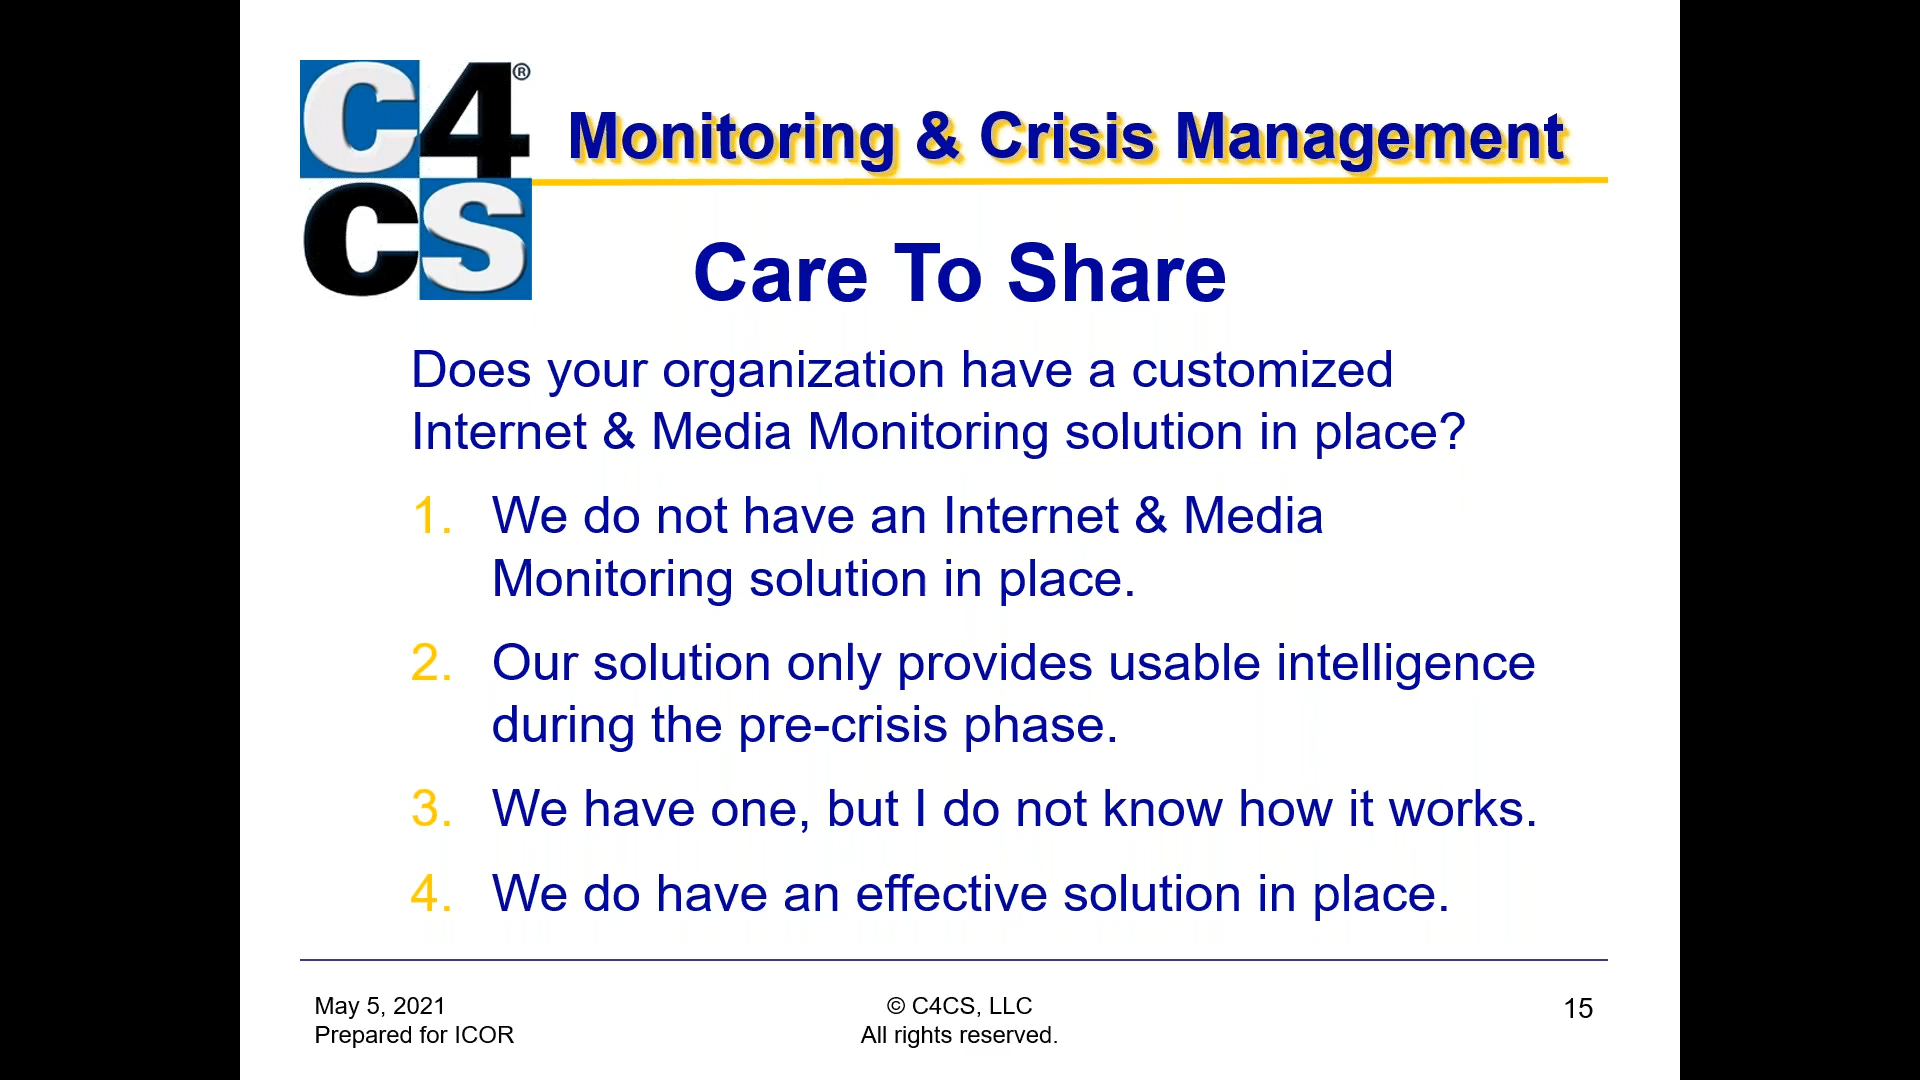 C4®
CS
Monitoring & Crisis Management
Care To Share
Does your organization have a customized
Internet & Media Monitoring solution in place?
1. We do not have an Internet & Media
Monitoring solution in place.
2. Our solution only provides usable intelligence
during the pre-crisis phase.
3. We have one, but I do not know how it works.
4. We do have an effective solution in place.
May 5, 2021
Prepared for ICOR
© C4CS, LLC
All rights reserved.
15